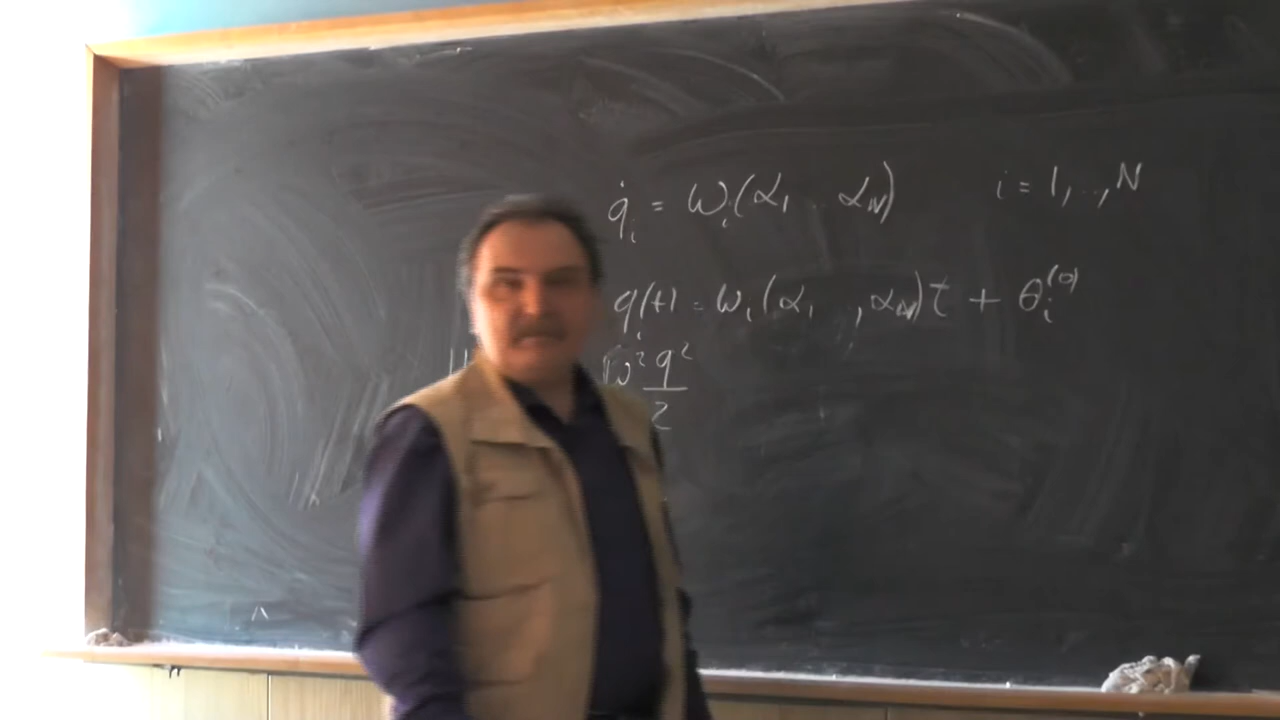 q̇ᵢ = ωᵢ(α₁ .. α_N) i = 1,..,N
qᵢ(t) = ωᵢ(α₁ , α_N)t + θᵢ⁽⁰⁾
H ω² q²/2